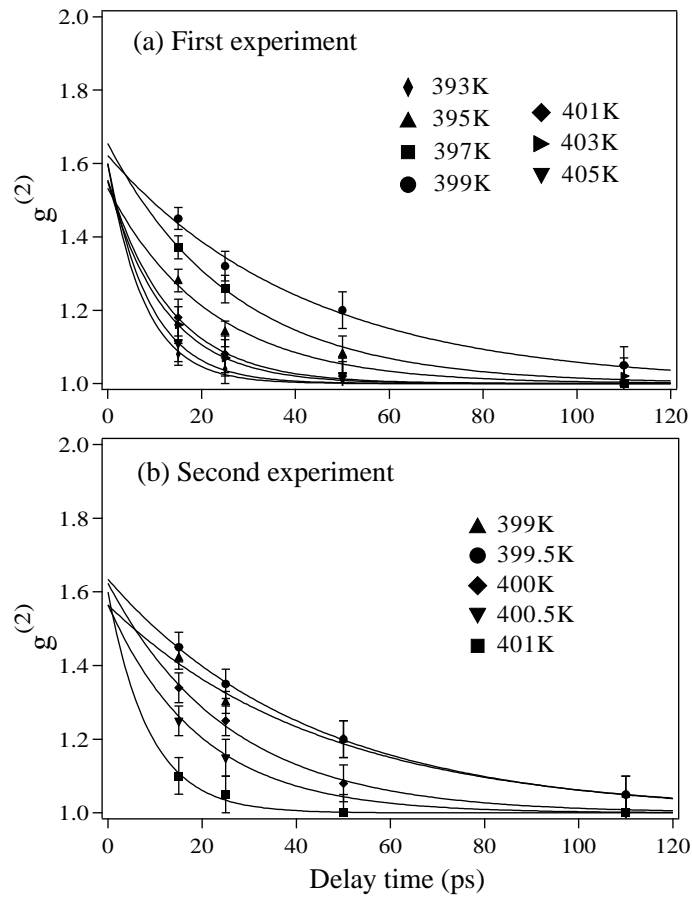 2.0
(a) First experiment
1.8
393K
395K
397K
399K
401K
403K
405K
1.6
g(2)
1.4
1.2
1.0
0 20 40 60 80 100 120
2.0
(b) Second experiment
1.8
399K
399.5K
400K
400.5K
401K
1.6
g(2)
1.4
1.2
1.0
0 20 40 60 80 100 120
Delay time (ps)